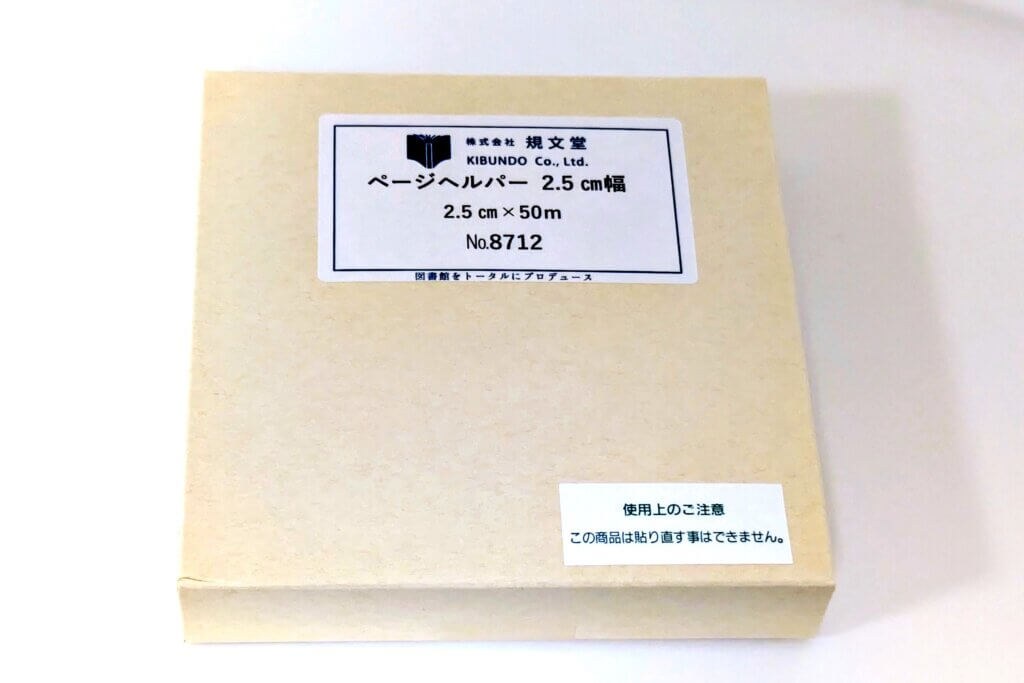 株式会社 規文堂
KIBUNDO Co., Ltd.
ページヘルパー 2.5㎝幅
2.5㎝×50m
№8712
図書館をトータルにプロデュース
使用上のご注意
この商品は貼り直す事はできません。